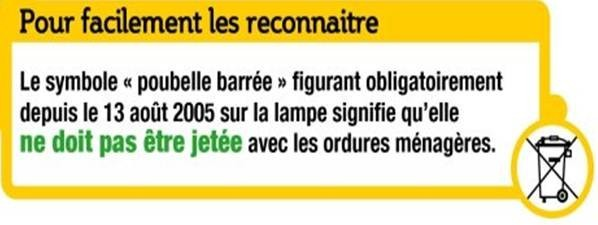 Pour facilement les reconnaitre
Le symbole « poubelle barrée » figurant obligatoirement
depuis le 13 août 2005 sur la lampe signifie qu'elle
ne doit pas être jetée avec les ordures ménagères.